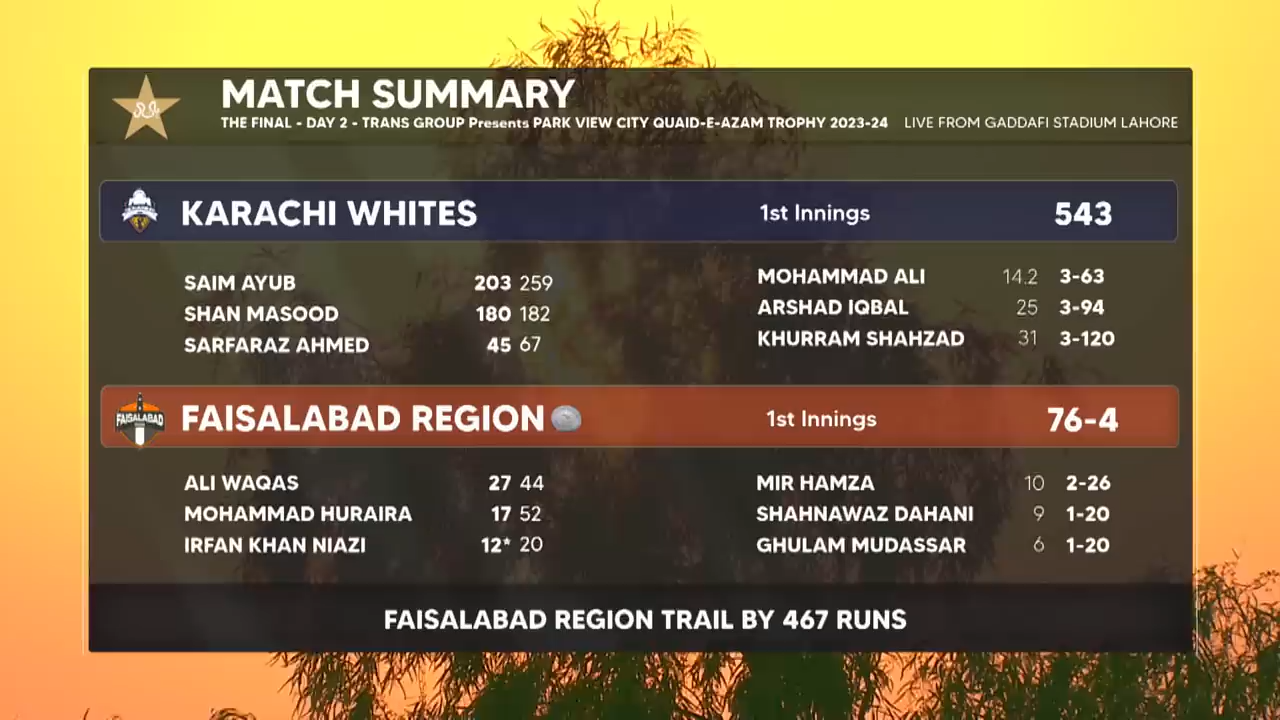 MATCH SUMMARY
THE FINAL - DAY 2 - TRANS GROUP Presents PARK VIEW CITY QUAID-E-AZAM TROPHY 2023-24 LIVE FROM GADDAFI STADIUM LAHORE
KARACHI WHITES 1st Innings 543
SAIM AYUB 203 259 MOHAMMAD ALI 14.2 3-63
SHAN MASOOD 180 182 ARSHAD IQBAL 25 3-94
SARFARAZ AHMED 45 67 KHURRAM SHAHZAD 31 3-120
FAISALABAD
FAISALABAD REGION 1st Innings 76-4
ALI WAQAS 27 44 MIR HAMZA 10 2-26
MOHAMMAD HURAIRA 17 52 SHAHNAWAZ DAHANI 9 1-20
IRFAN KHAN NIAZI 12* 20 GHULAM MUDASSAR 6 1-20
FAISALABAD REGION TRAIL BY 467 RUNS